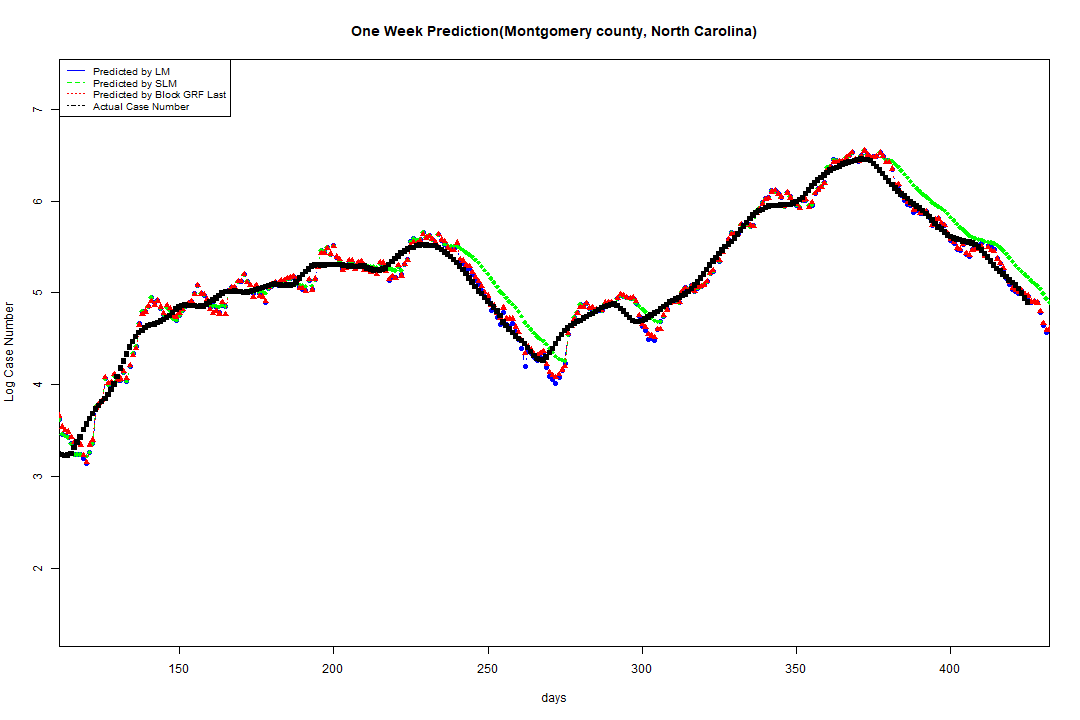 One Week Prediction(Montgomery county, North Carolina)
Predicted by LM
Predicted by SLM
Predicted by Block GRF Last
Actual Case Number
7
6
5
4
3
2
Log Case Number
150 200 250 300 350 400
days